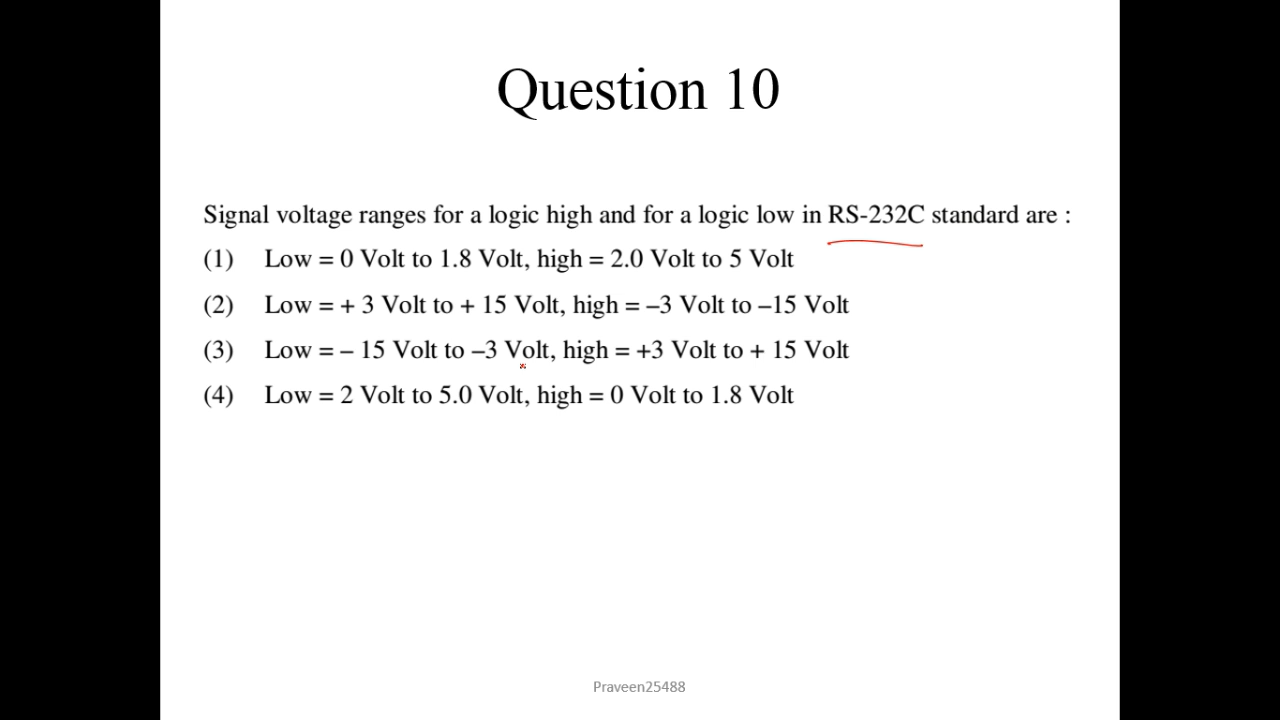 Question 10
Signal voltage ranges for a logic high and for a logic low in RS-232C standard are :
(1) Low = 0 Volt to 1.8 Volt, high = 2.0 Volt to 5 Volt
(2) Low = + 3 Volt to + 15 Volt, high = –3 Volt to –15 Volt
(3) Low = – 15 Volt to –3 Volt, high = +3 Volt to + 15 Volt
(4) Low = 2 Volt to 5.0 Volt, high = 0 Volt to 1.8 Volt
Praveen25488